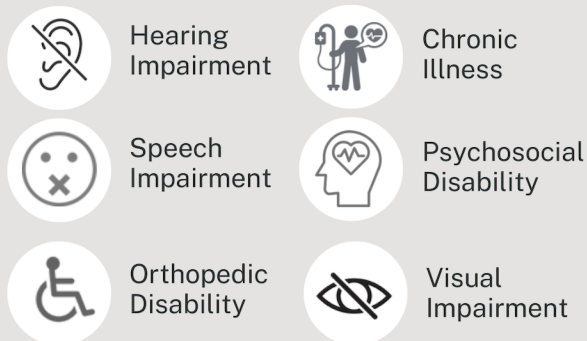 Hearing
Impairment
Chronic
Illness
Speech
Impairment
Psychosocial
Disability
Orthopedic
Disability
Visual
Impairment